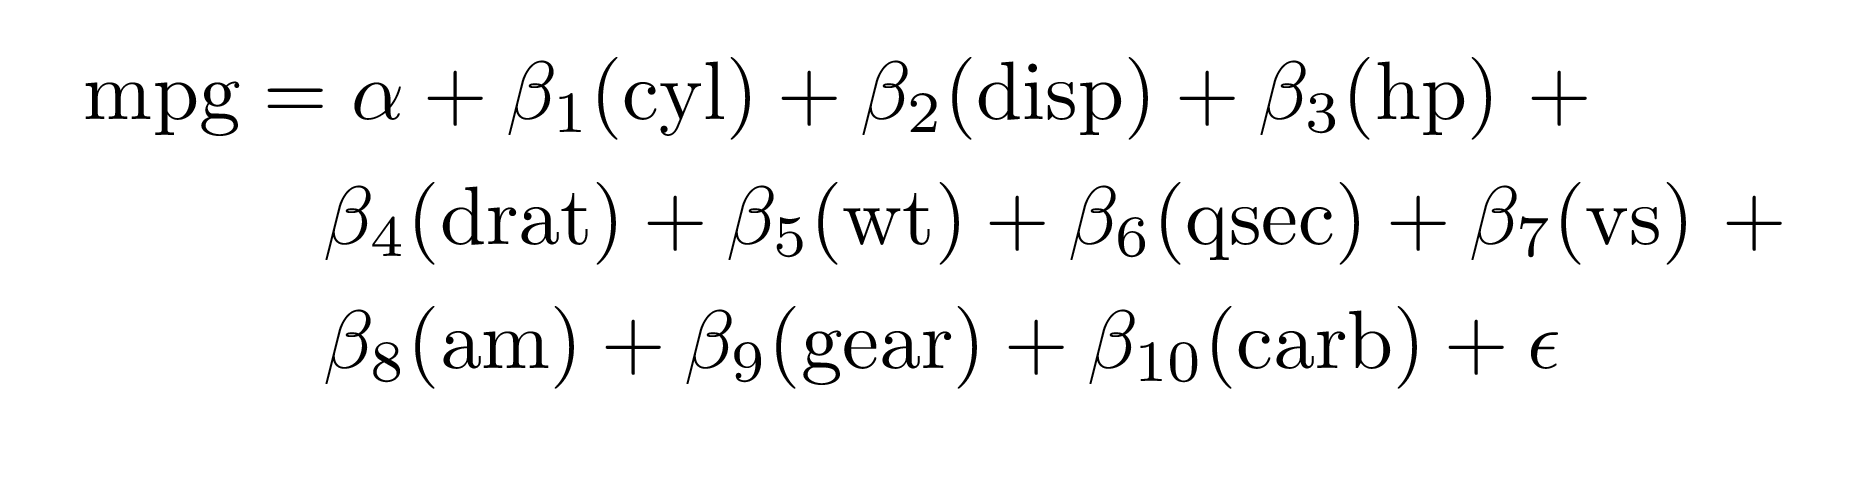 mpg = α + β₁(cyl) + β₂(disp) + β₃(hp) +
β₄(drat) + β₅(wt) + β₆(qsec) + β₇(vs) +
β₈(am) + β₉(gear) + β₁₀(carb) + ϵ